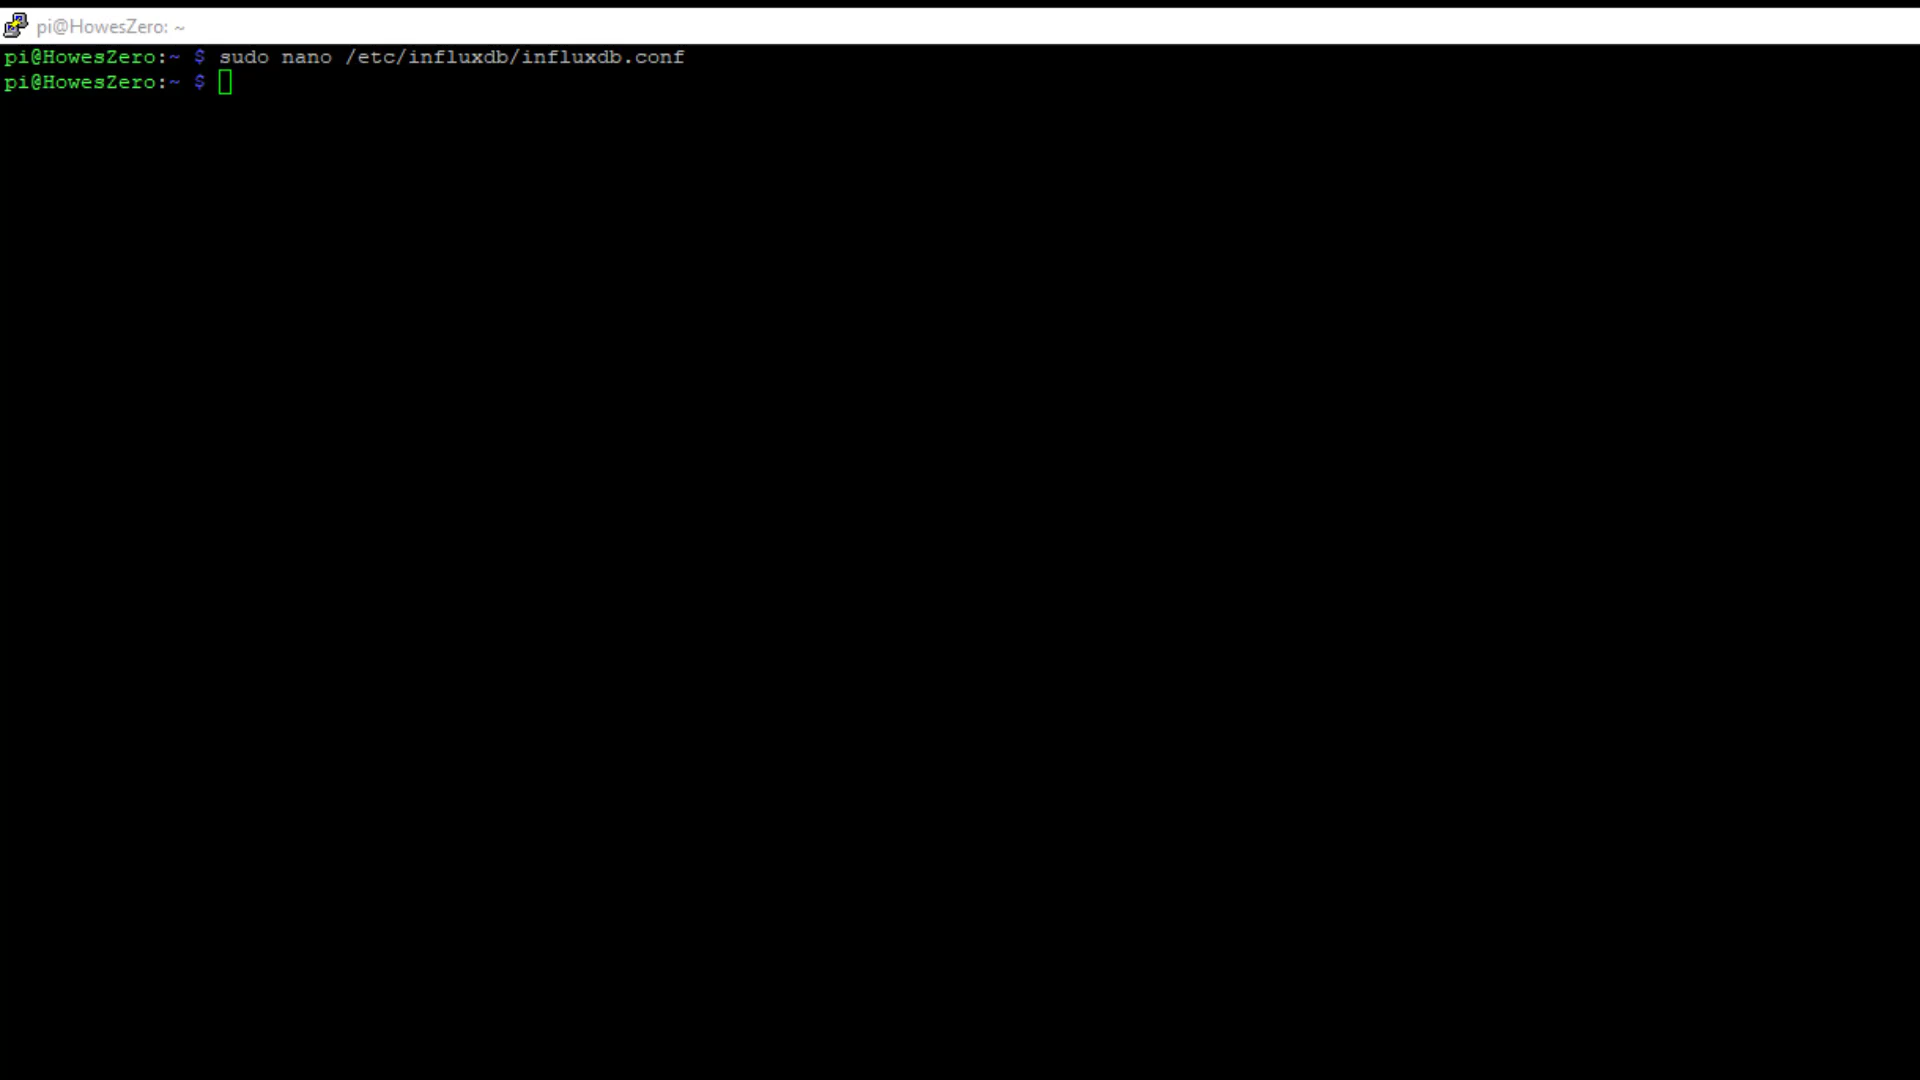 pi@HowesZero: ~
pi@HowesZero:~ $ sudo nano /etc/influxdb/influxdb.conf
pi@HowesZero:~ $